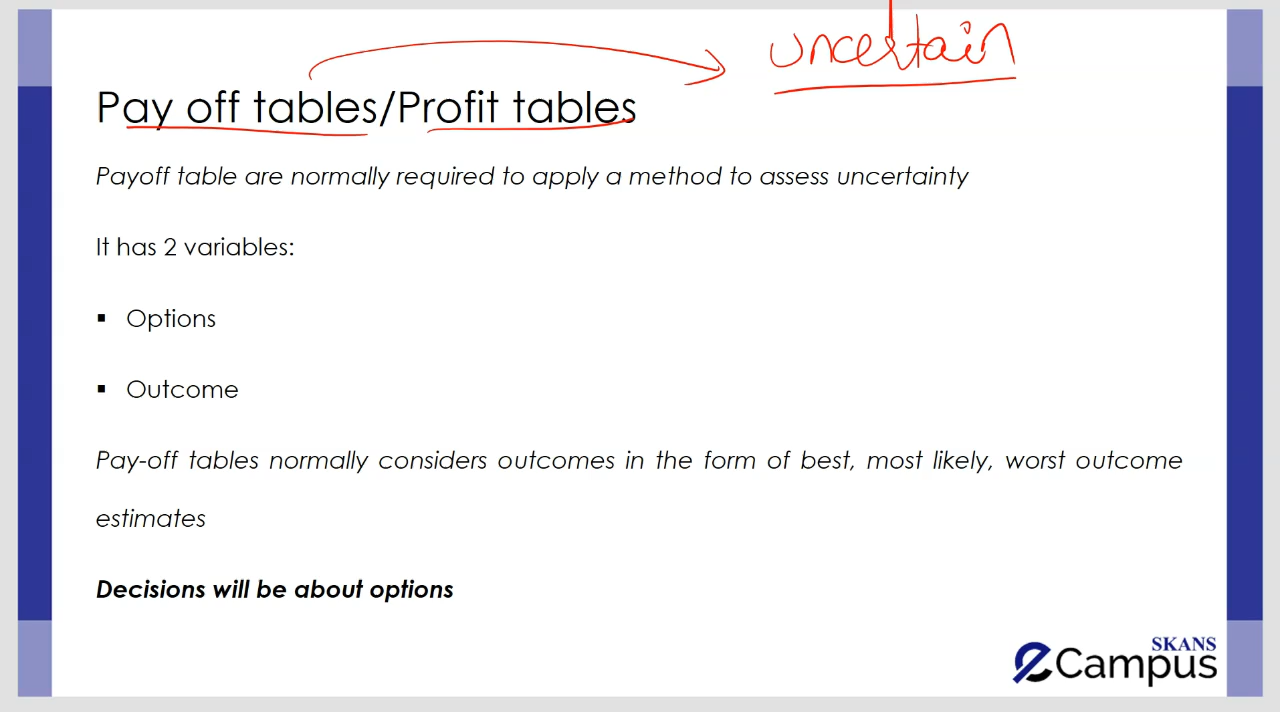 uncertain
Pay off tables/Profit tables
Payoff table are normally required to apply a method to assess uncertainty
It has 2 variables:
▪ Options
▪ Outcome
Pay-off tables normally considers outcomes in the form of best, most likely, worst outcome
estimates
Decisions will be about options
SKANS
eCampus